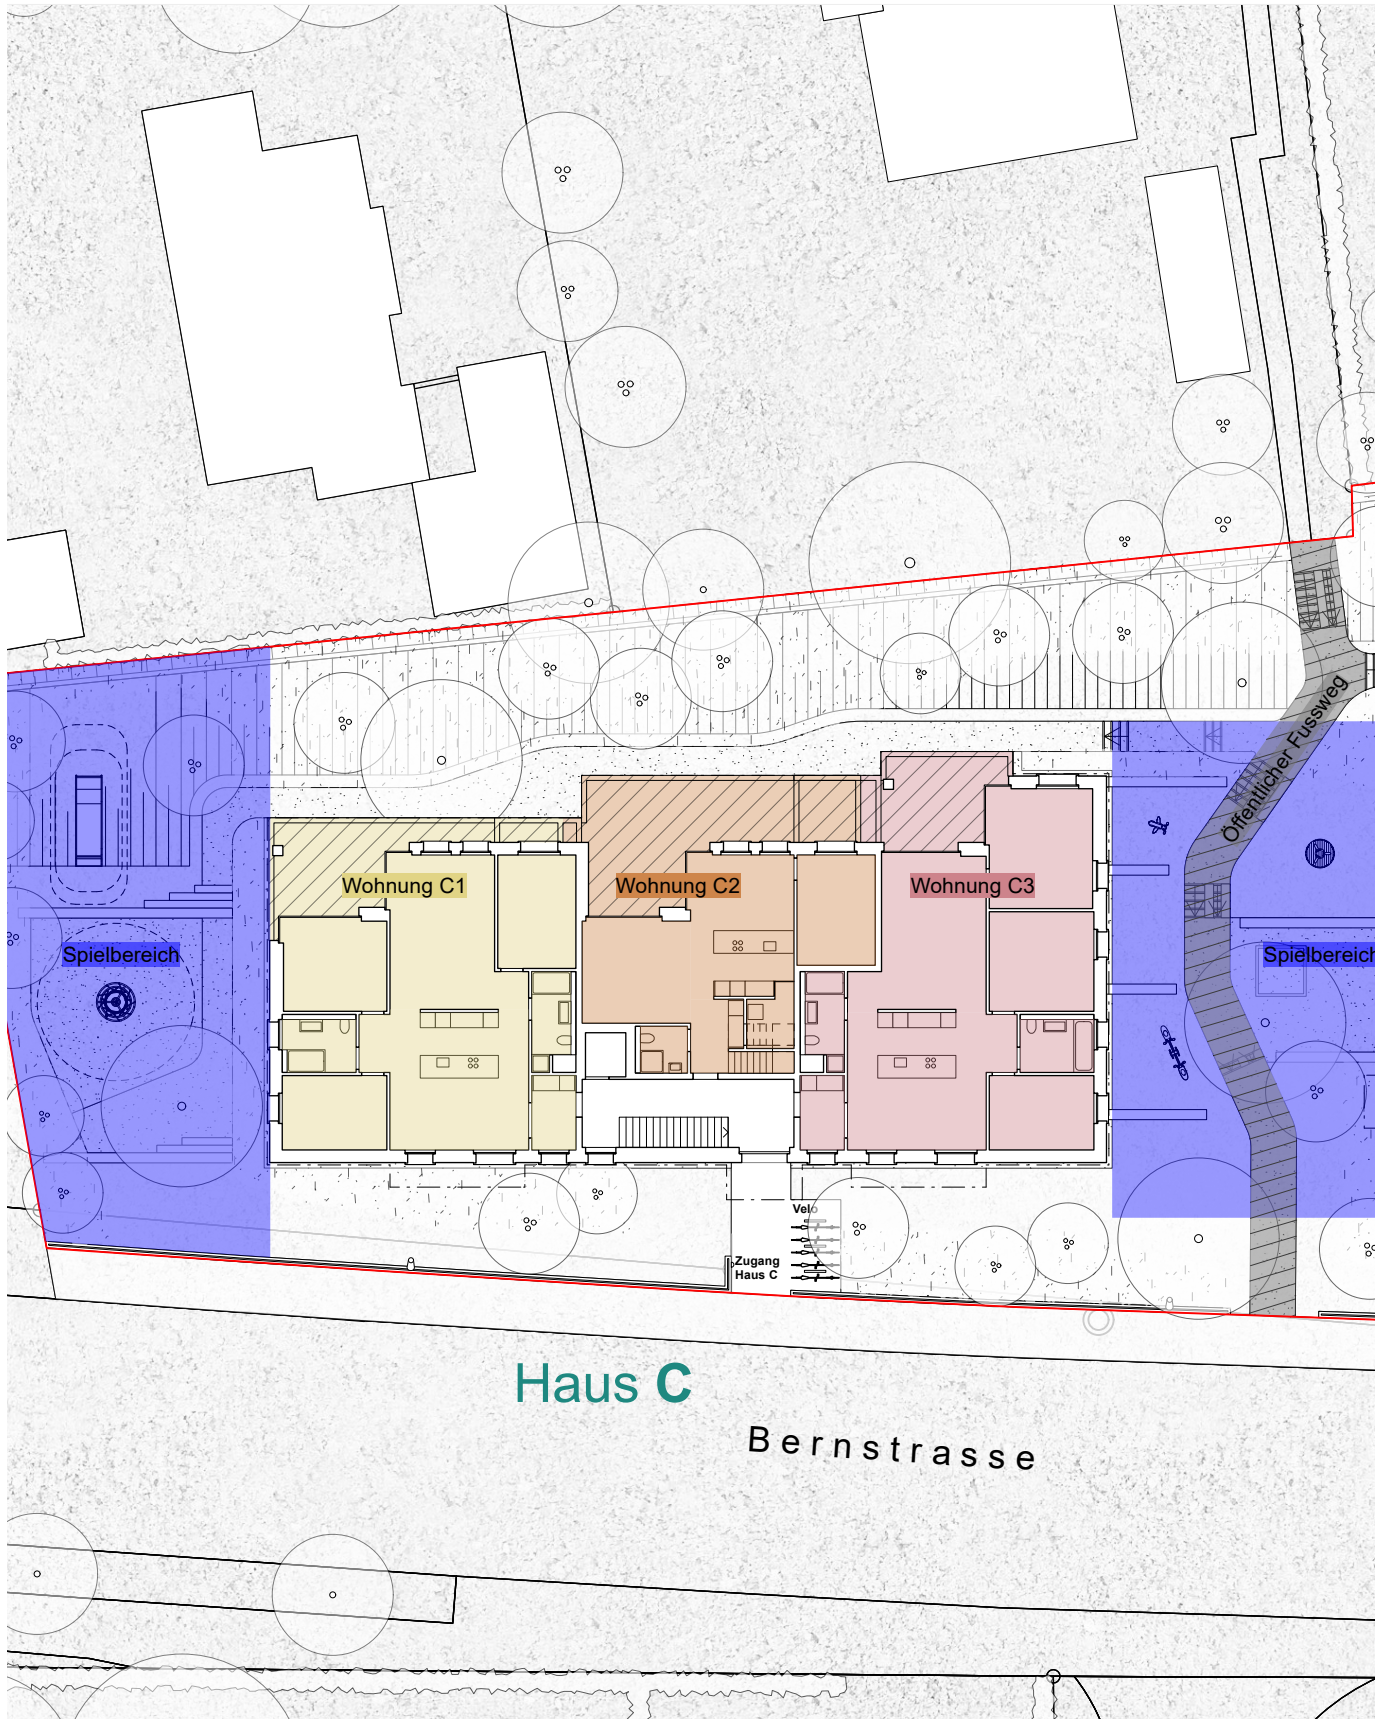 Öffentlicher Fussweg
Wohnung C1
Wohnung C2
Wohnung C3
Spielbereich
Spielbereich
Velo
Zugang
Haus C
Haus C
Bernstrasse